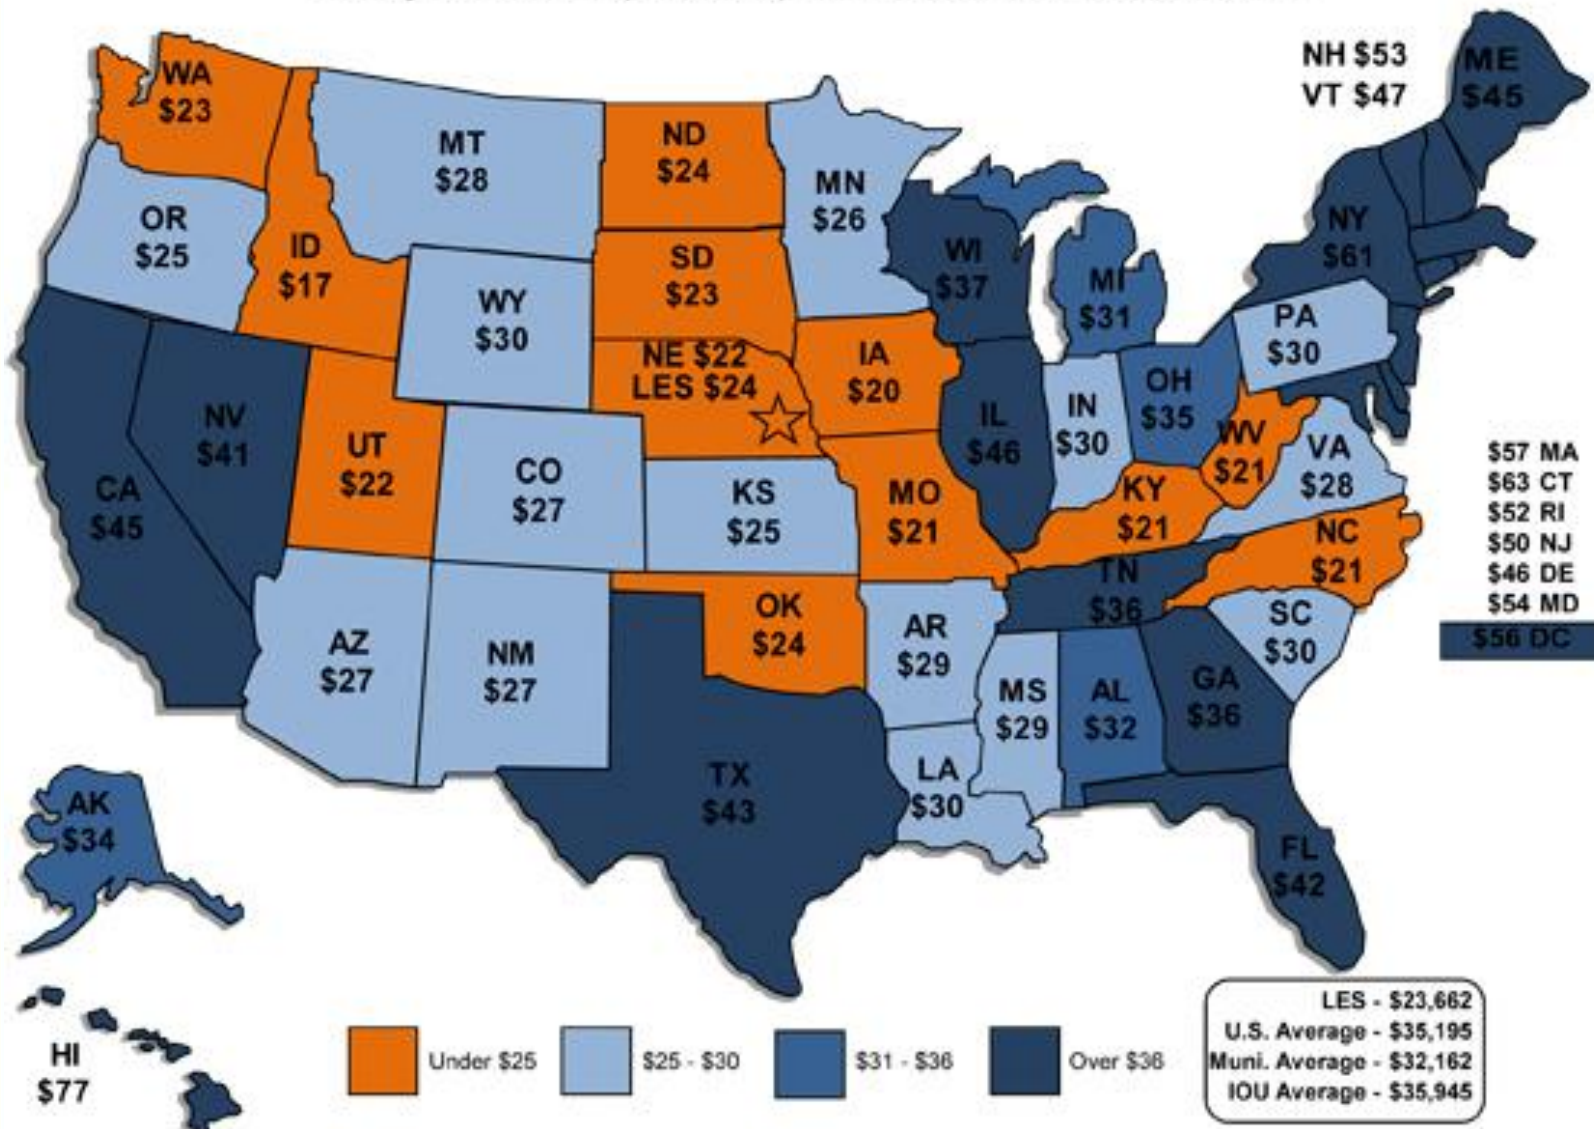 NH $53
VT $47
ME
$45
WA
$23
MT
$28
ND
$24
MN
$26
OR
$25
ID
$17
WY
$30
SD
$23
WI
$37
MI
$31
NY
$61
PA
$30
NE $22
LES $24
IA
$20
IL
$46
IN
$30
OH
$35
WV
$21
VA
$28
NV
$41
UT
$22
CA
$45
CO
$27
KS
$25
MO
$21
KY
$21
NC
$21
$57 MA
$63 CT
$52 RI
$50 NJ
$46 DE
$54 MD
$56 DC
AZ
$27
NM
$27
OK
$24
AR
$29
TN
$36
SC
$30
MS
$29
AL
$32
GA
$36
TX
$43
LA
$30
FL
$42
AK
$34
HI
$77
Under $25
$25 - $30
$31 - $36
Over $36
LES - $23,662
U.S. Average - $35,195
Muni. Average - $32,162
IOU Average - $35,945